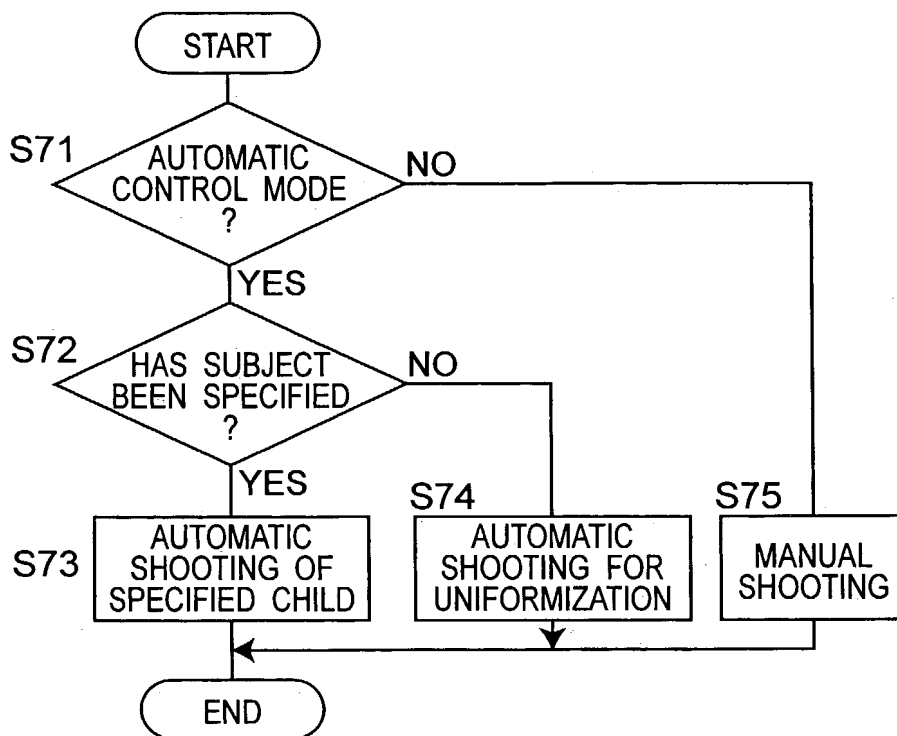 START
S71
AUTOMATIC
CONTROL MODE
?
NO
YES
S72
HAS SUBJECT
BEEN SPECIFIED
?
NO
YES
S73
AUTOMATIC
SHOOTING OF
SPECIFIED CHILD
S74
AUTOMATIC
SHOOTING FOR
UNIFORMIZATION
S75
MANUAL
SHOOTING
END